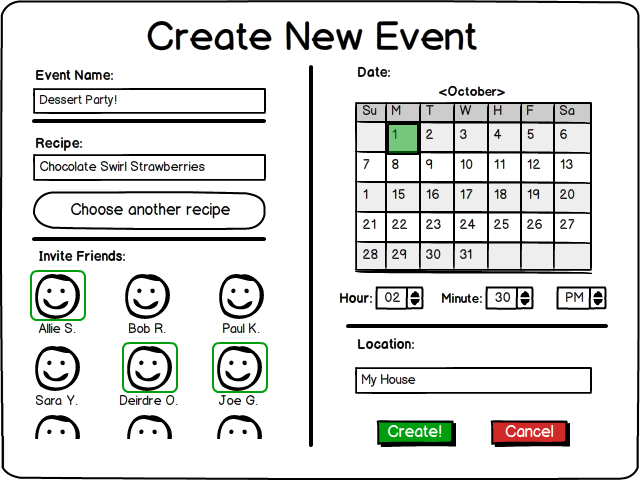 Create New Event
Event Name:
Dessert Party!
Recipe:
Chocolate Swirl Strawberries
Choose another recipe
Invite Friends:
Allie S. Bob R. Paul K.
Sara Y. Deirdre O. Joe G.
Date:
<October>
Su M T W H F Sa
1 2 3 4 5 6
7 8 9 10 11 12 13
1 15 16 17 18 19 20
21 22 23 24 25 26 27
28 29 30 31
Hour: 02 Minute: 30 PM
Location:
My House
Create! Cancel